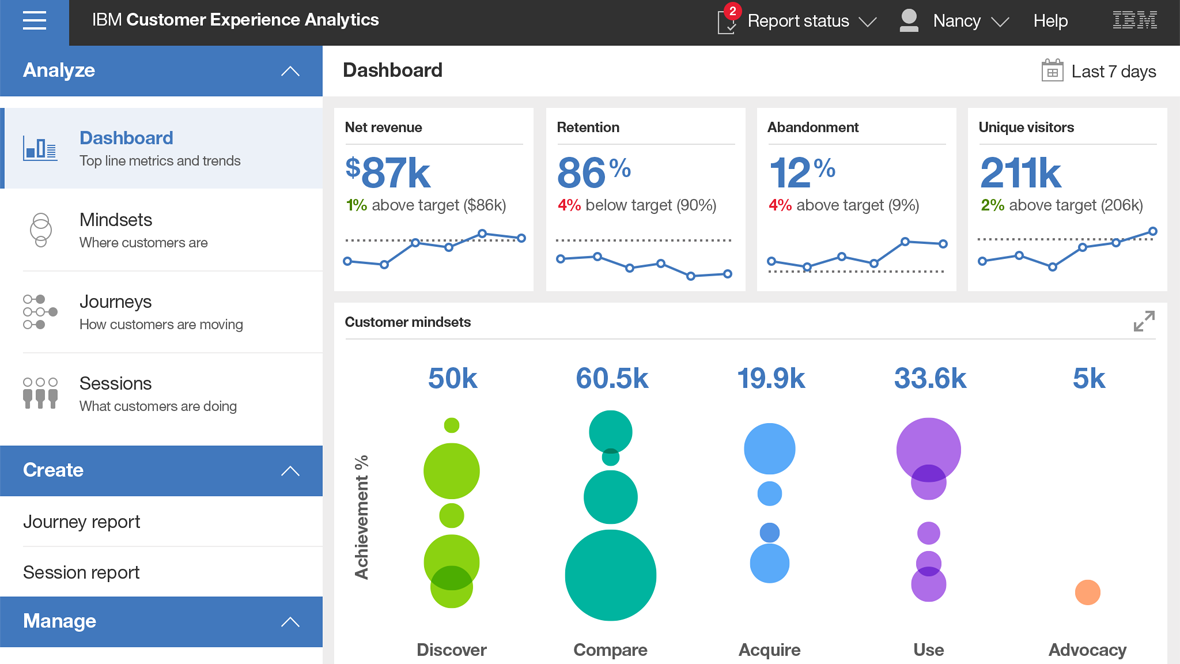 IBM Customer Experience Analytics
2
Report status
Nancy
Help
IBM
Analyze
Dashboard
Top line metrics and trends
Mindsets
Where customers are
Journeys
How customers are moving
Sessions
What customers are doing
Create
Journey report
Session report
Manage
Dashboard
Last 7 days
Net revenue
$87k
1% above target ($86k)
Retention
86%
4% below target (90%)
Abandonment
12%
4% above target (9%)
Unique visitors
211k
2% above target (206k)
Customer mindsets
50k
60.5k
19.9k
33.6k
5k
Achievement %
Discover
Compare
Acquire
Use
Advocacy